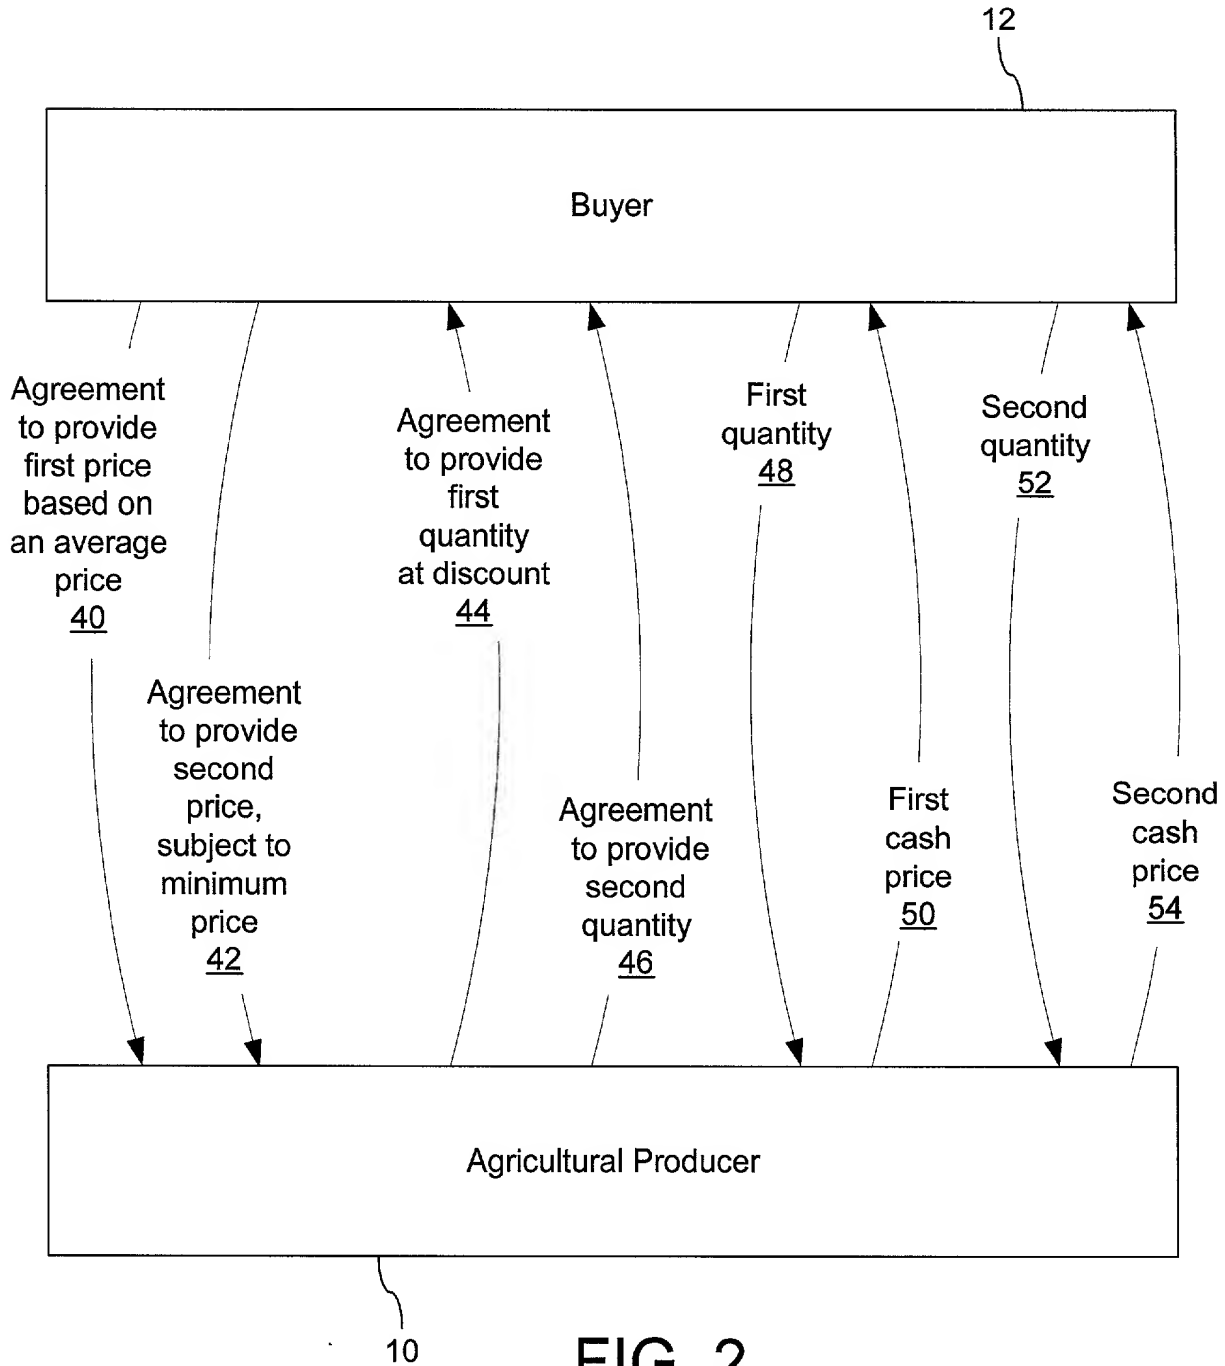 12
Buyer
Agreement
to provide
first price
based on
an average
price
40
Agreement
to provide
second
price,
subject to
minimum
price
42
Agreement
to provide
first
quantity
at discount
44
Agreement
to provide
second
quantity
46
First
quantity
48
First
cash
price
50
Second
quantity
52
Second
cash
price
54
Agricultural Producer
10
FIG. 2